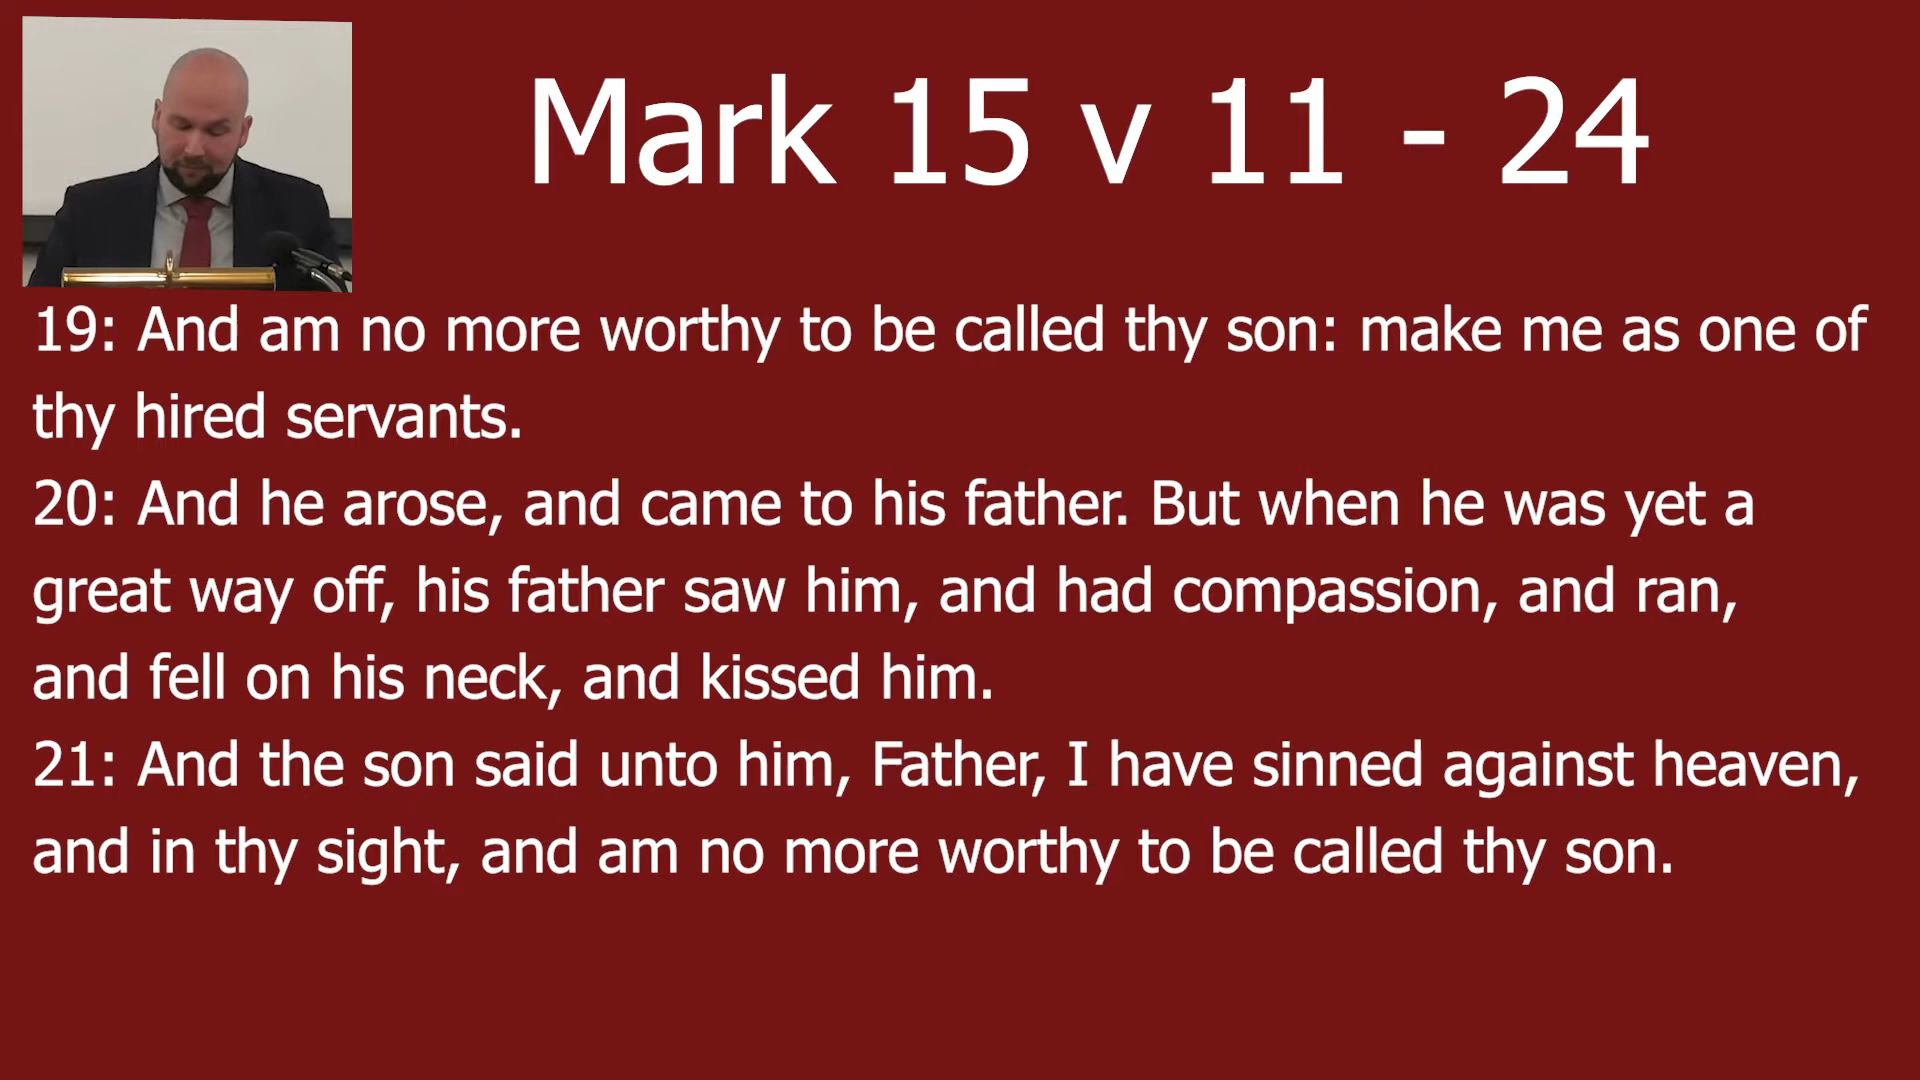 Mark 15 v 11 - 24
19: And am no more worthy to be called thy son: make me as one of
thy hired servants.
20: And he arose, and came to his father. But when he was yet a
great way off, his father saw him, and had compassion, and ran,
and fell on his neck, and kissed him.
21: And the son said unto him, Father, I have sinned against heaven,
and in thy sight, and am no more worthy to be called thy son.